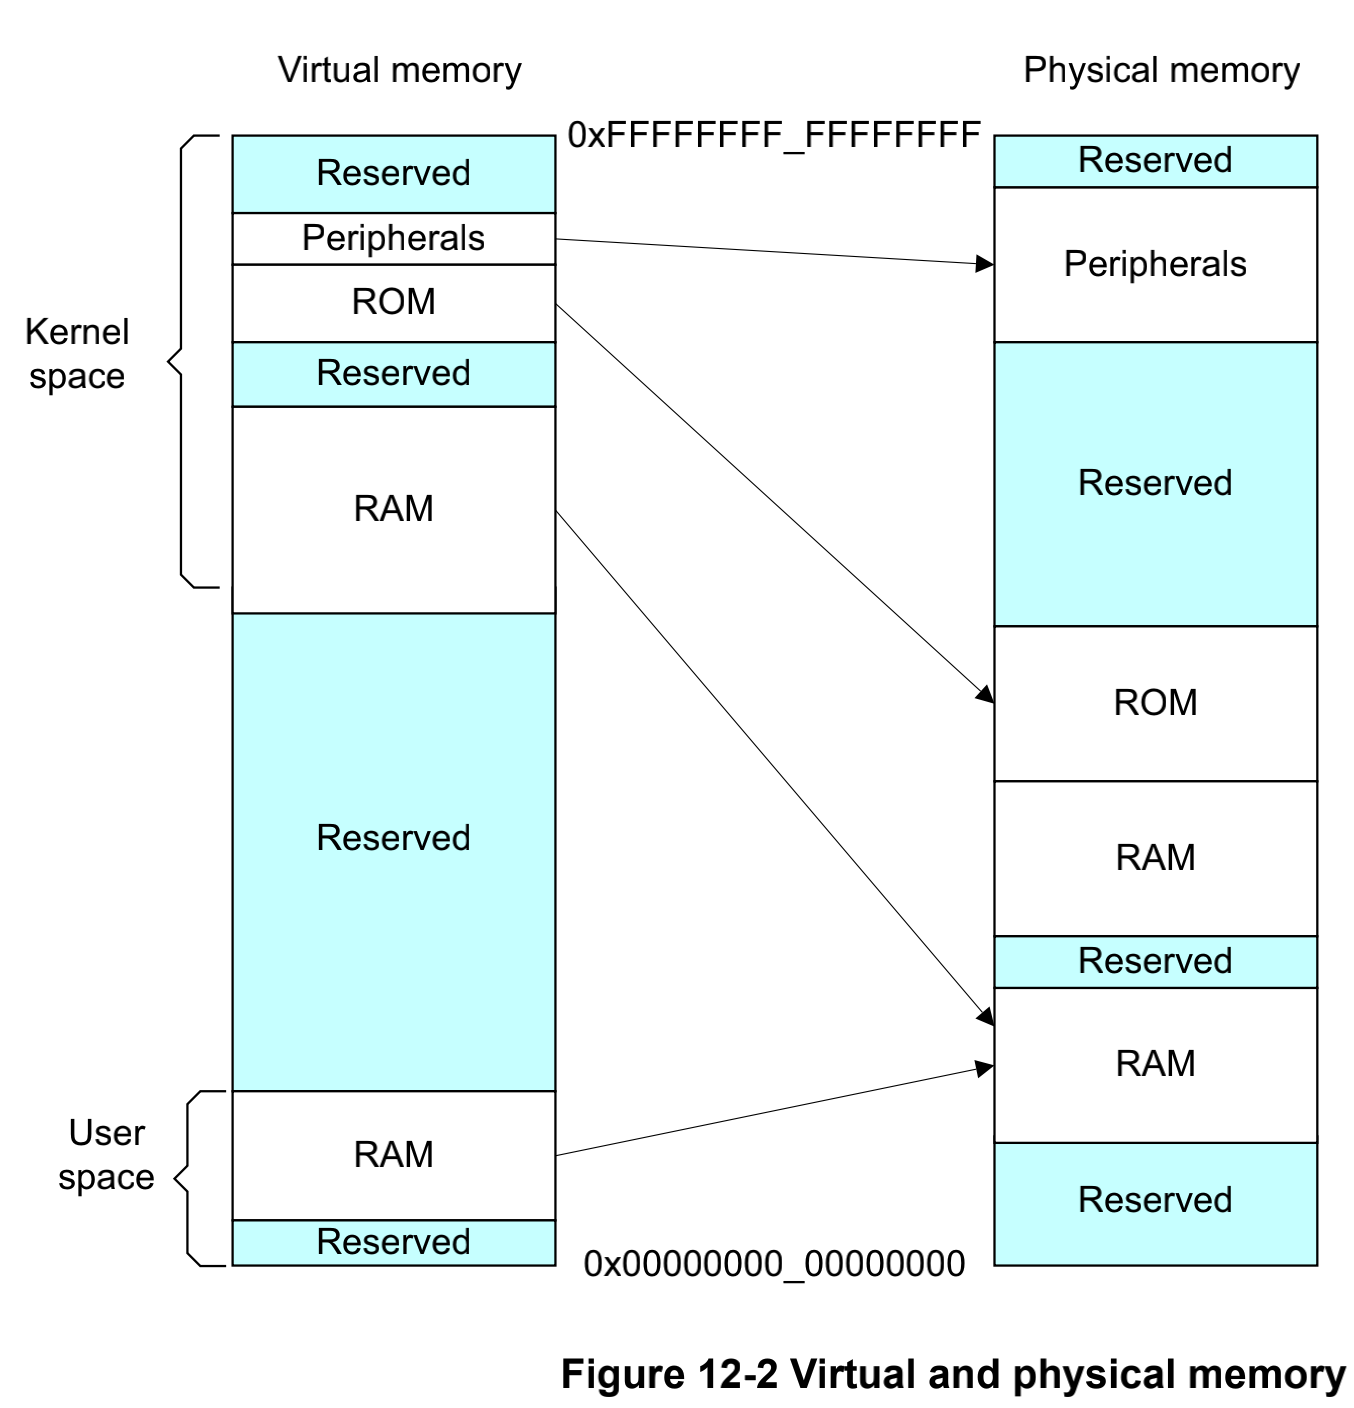 Virtual memory
Physical memory
0xFFFFFFFF_FFFFFFFF
Kernel
space
Reserved
Peripherals
ROM
Reserved
RAM
Reserved
User
space
RAM
Reserved
Reserved
Peripherals
Reserved
ROM
RAM
Reserved
RAM
Reserved
0x00000000_00000000
Figure 12-2 Virtual and physical memory